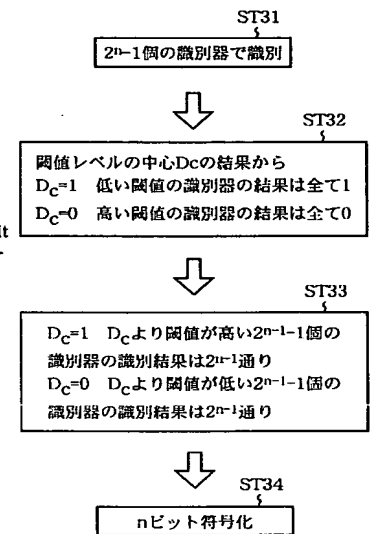 ST31
2ⁿ-1個の識別器で識別
ST32
閾値レベルの中心Dcの結果から
D_C=1 低い閾値の識別器の結果は全て1
D_C=0 高い閾値の識別器の結果は全て0
ST33
D_C=1 D_Cより閾値が高い2ⁿ⁻¹-1個の
識別器の識別結果は2ⁿ⁻¹通り
D_C=0 D_Cより閾値が低い2ⁿ⁻¹-1個の
識別器の識別結果は2ⁿ⁻¹通り
ST34
nビット符号化